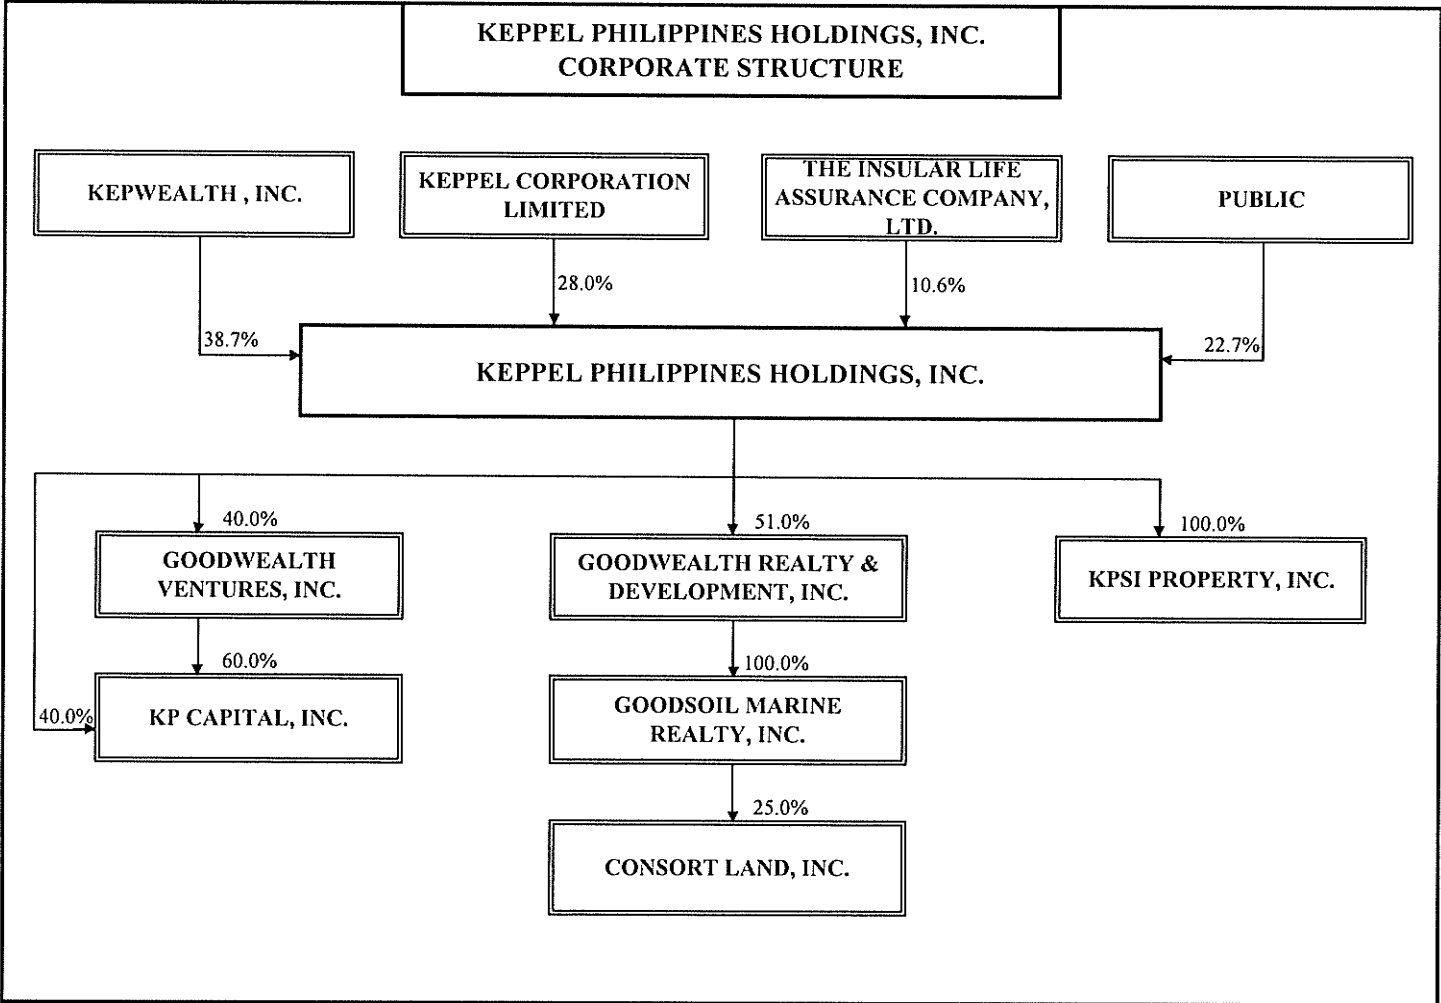 KEPPEL PHILIPPINES HOLDINGS, INC.
CORPORATE STRUCTURE
KEPWEALTH , INC.
KEPPEL CORPORATION
LIMITED
THE INSULAR LIFE
ASSURANCE COMPANY,
LTD.
PUBLIC
28.0%
10.6%
38.7%
22.7%
KEPPEL PHILIPPINES HOLDINGS, INC.
40.0%
51.0%
100.0%
GOODWEALTH
VENTURES, INC.
GOODWEALTH REALTY &
DEVELOPMENT, INC.
KPSI PROPERTY, INC.
60.0%
100.0%
40.0%
KP CAPITAL, INC.
GOODSOIL MARINE
REALTY, INC.
25.0%
CONSORT LAND, INC.